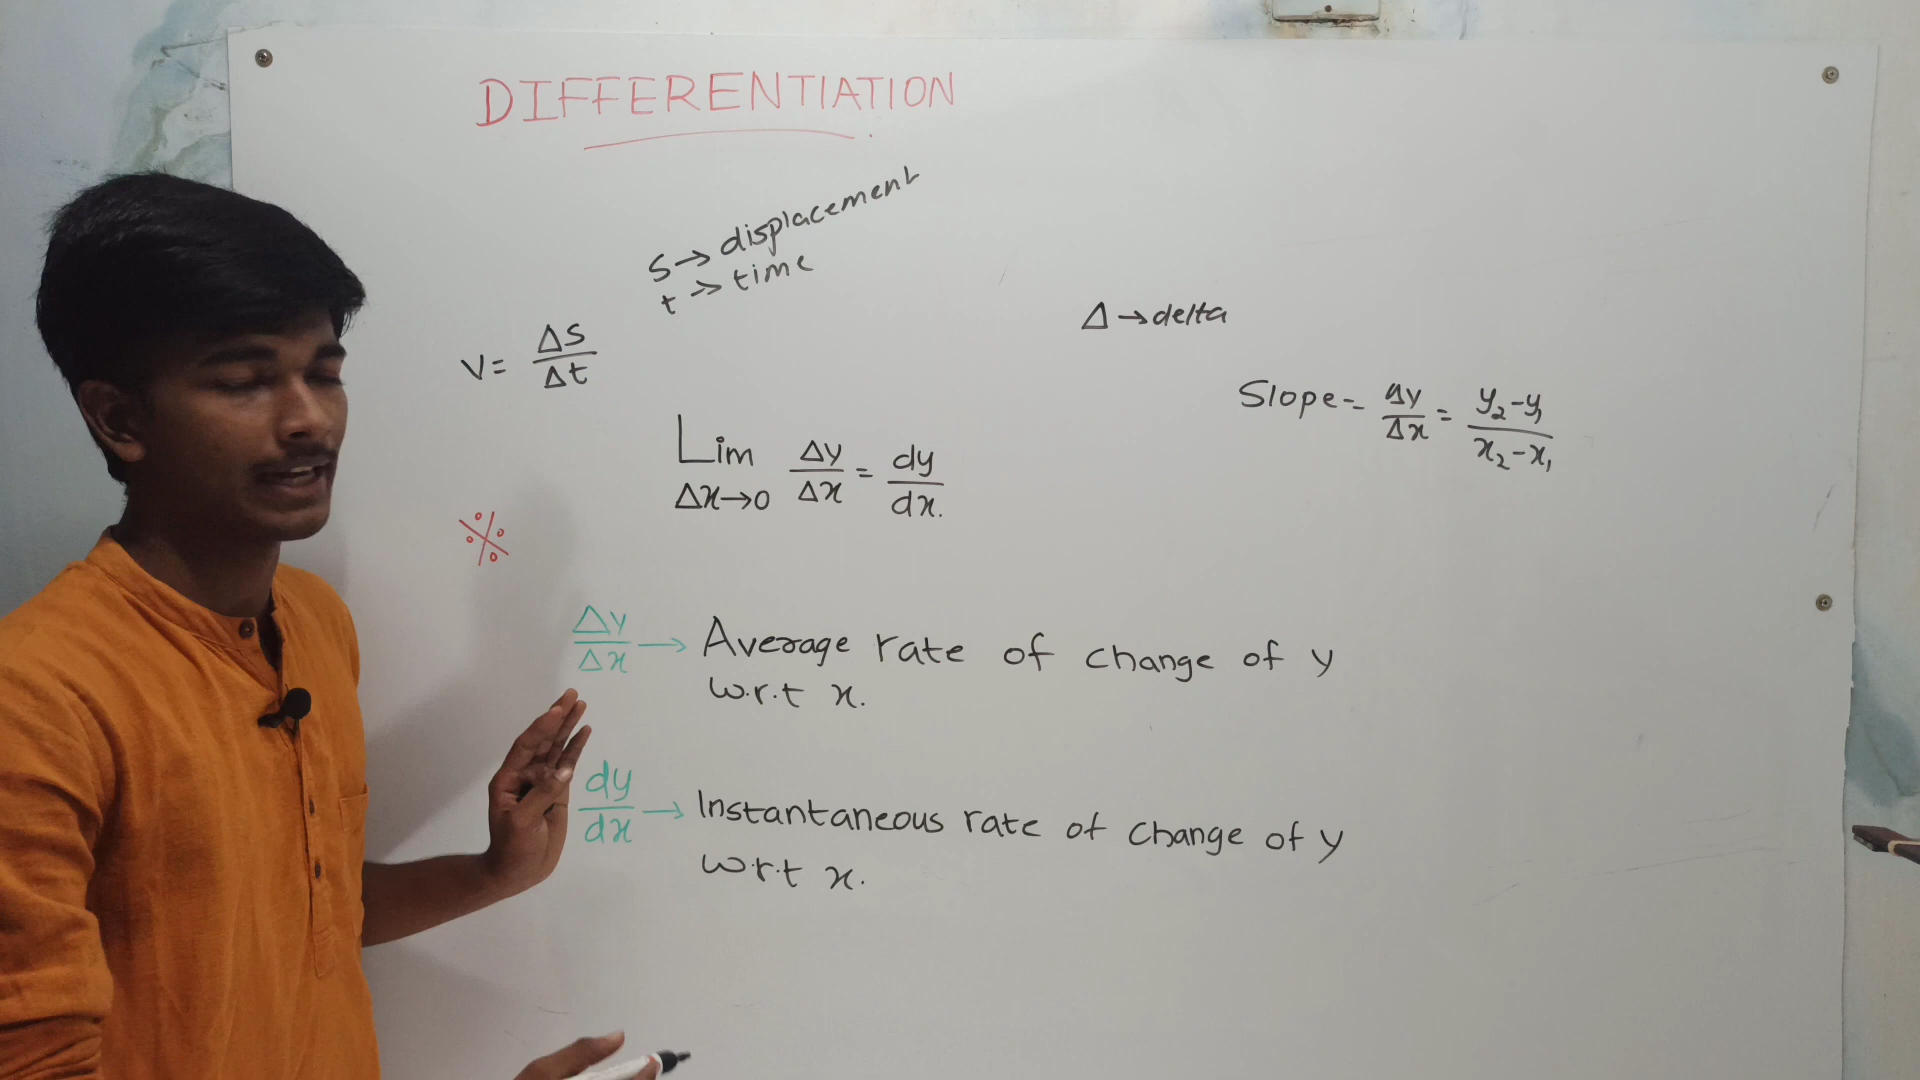 DIFFERENTIATION
S→ displacement
t → time
Δ → delta
V = ΔS/Δt
Slope = Δy/Δx = y₂-y₁/x₂-x₁
Lim Δx→0 Δy/Δx = dy/dx.
Δy/Δx → Average rate of change of y
w.r.t x.
dy/dx → Instantaneous rate of change of y
w.r.t x.